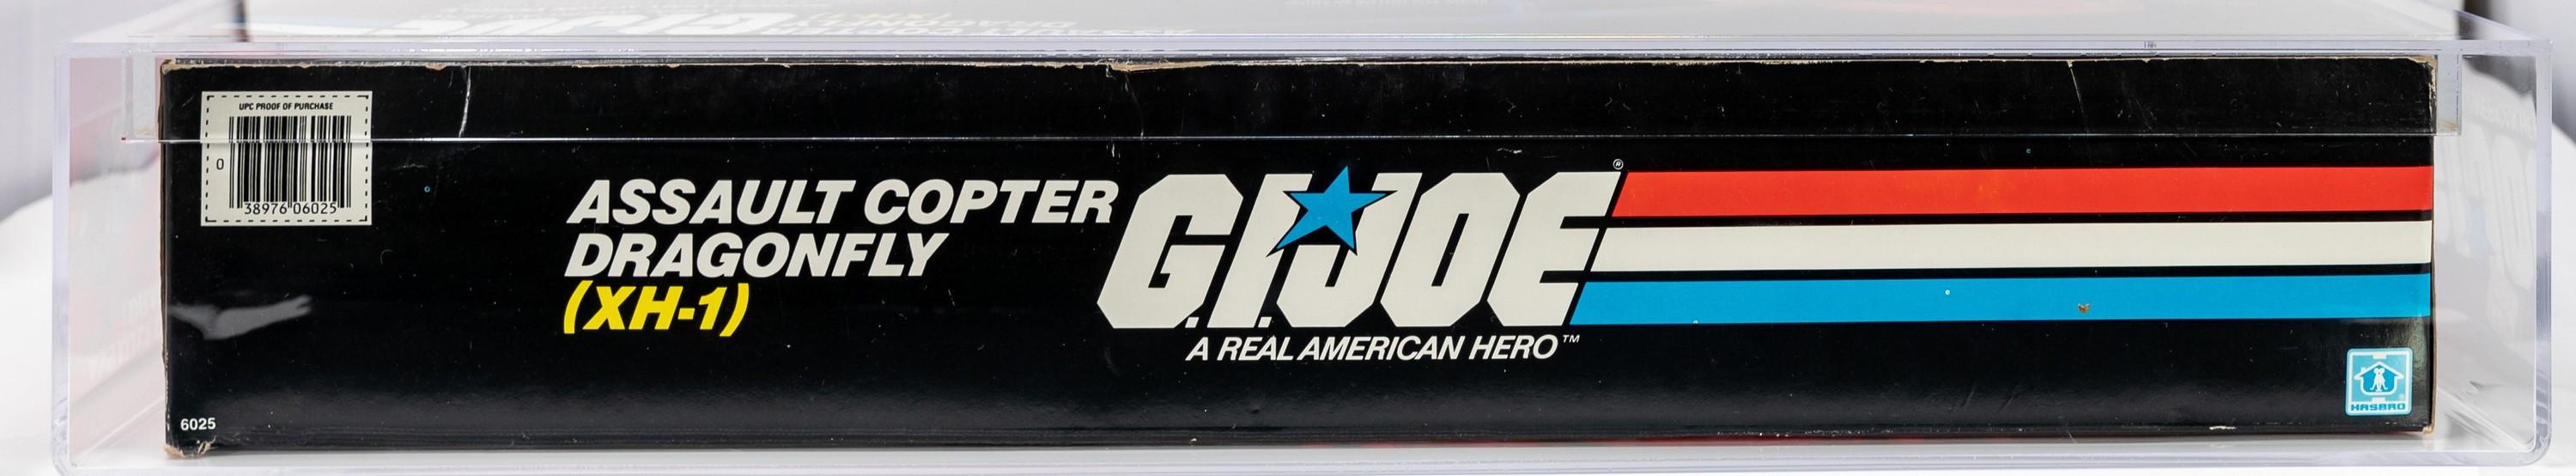 UPC PROOF OF PURCHASE
0
38976 06025
ASSAULT COPTER
DRAGONFLY
(XH-1)
G.I.JOE®
A REAL AMERICAN HERO™
6025
HASBRO